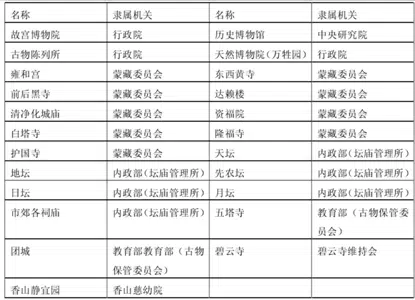 名称 隶属机关 名称 隶属机关
故宫博物院 行政院 历史博物馆 中央研究院
古物陈列所 行政院 天然博物院（万牲园） 行政院
雍和宫 蒙藏委员会 东西黄寺 蒙藏委员会
前后黑寺 蒙藏委员会 达赖楼 蒙藏委员会
清净化城庙 蒙藏委员会 资福院 蒙藏委员会
白塔寺 蒙藏委员会 隆福寺 蒙藏委员会
护国寺 蒙藏委员会 天坛 内政部（坛庙管理所）
地坛 内政部（坛庙管理所） 先农坛 内政部（坛庙管理所）
日坛 内政部（坛庙管理所） 月坛 内政部（坛庙管理所）
市郊各祠庙 内政部（坛庙管理所） 五塔寺 教育部（古物保管委
员会）
团城 教育部教育部（古物 碧云寺 碧云寺维持会
保管委员会）
香山静宜园 香山慈幼院